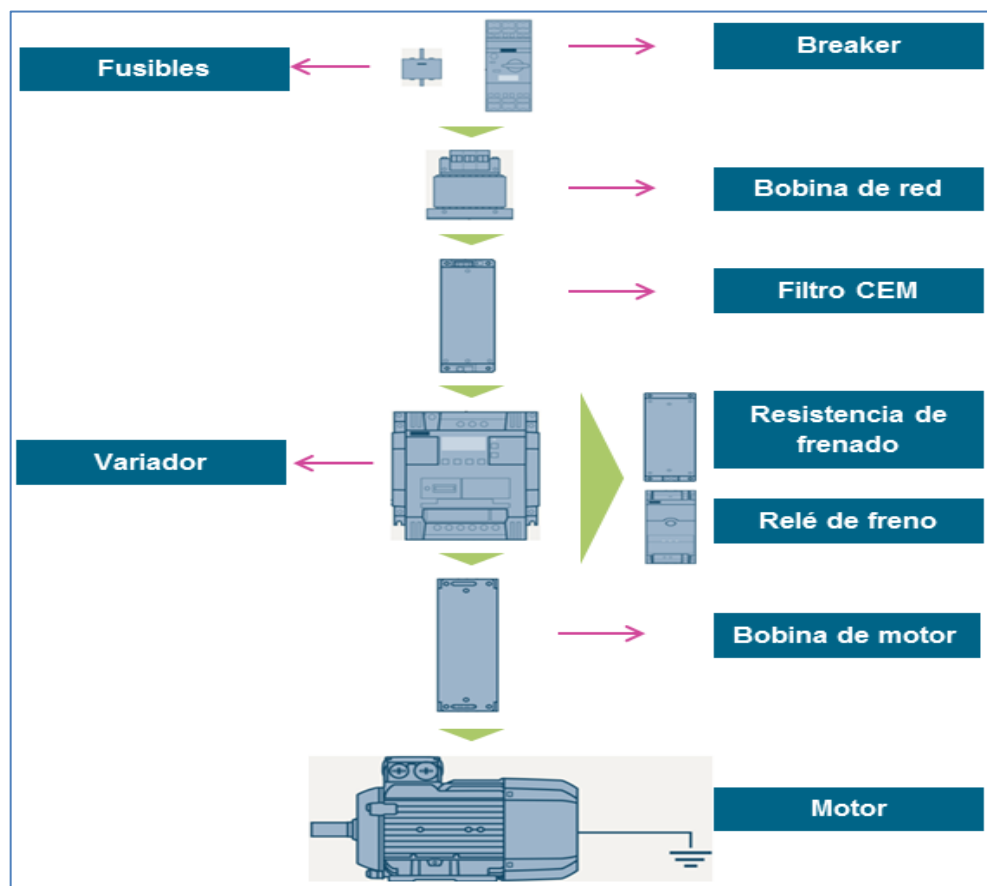 Fusibles
Breaker
Bobina de red
Filtro CEM
Variador
Resistencia de
frenado
Relé de freno
Bobina de motor
Motor